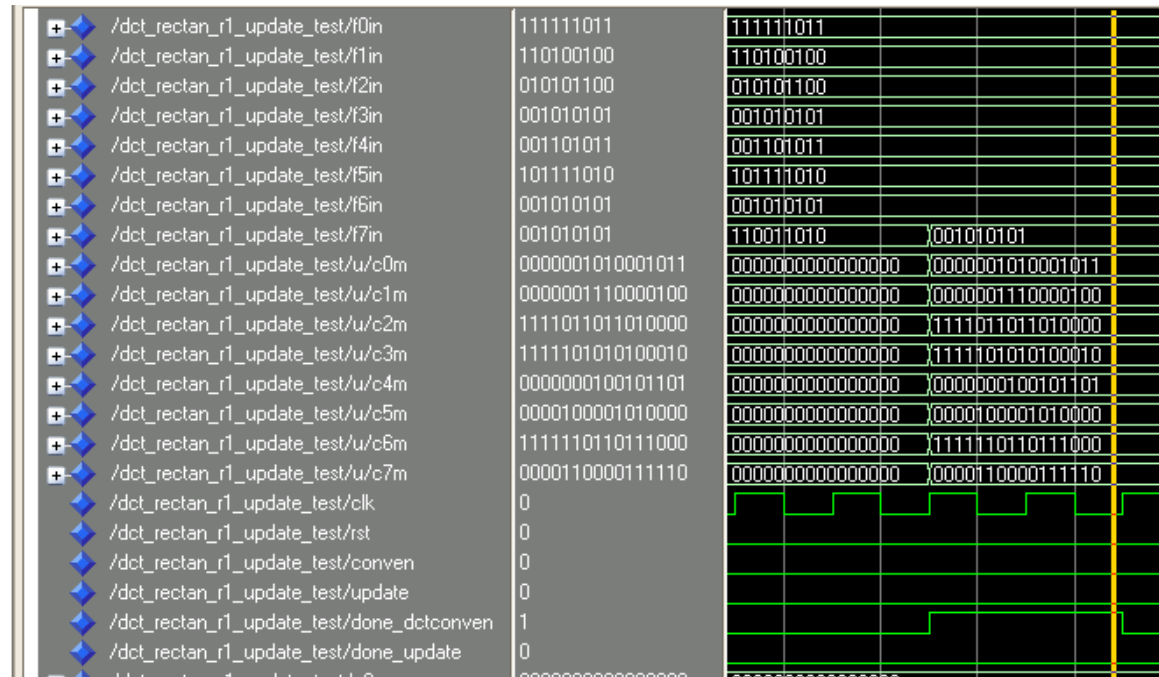 /dct_rectan_r1_update_test/f0in 111111011 111111011
/dct_rectan_r1_update_test/f1in 110100100 110100100
/dct_rectan_r1_update_test/f2in 010101100 010101100
/dct_rectan_r1_update_test/f3in 001010101 001010101
/dct_rectan_r1_update_test/f4in 001101011 001101011
/dct_rectan_r1_update_test/f5in 101111010 101111010
/dct_rectan_r1_update_test/f6in 001010101 001010101
/dct_rectan_r1_update_test/f7in 001010101 110011010 001010101
/dct_rectan_r1_update_test/u/c0m 0000001010001011 0000000000000000 0000001010001011
/dct_rectan_r1_update_test/u/c1m 0000001110000100 0000000000000000 0000001110000100
/dct_rectan_r1_update_test/u/c2m 1111011011010000 0000000000000000 1111011011010000
/dct_rectan_r1_update_test/u/c3m 1111101010100010 0000000000000000 1111101010100010
/dct_rectan_r1_update_test/u/c4m 0000000100101101 0000000000000000 0000000100101101
/dct_rectan_r1_update_test/u/c5m 0000100001010000 0000000000000000 0000100001010000
/dct_rectan_r1_update_test/u/c6m 1111110110111000 0000000000000000 1111110110111000
/dct_rectan_r1_update_test/u/c7m 0000110000111110 0000000000000000 0000110000111110
/dct_rectan_r1_update_test/clk 0
/dct_rectan_r1_update_test/rst 0
/dct_rectan_r1_update_test/conven 0
/dct_rectan_r1_update_test/update 0
/dct_rectan_r1_update_test/done_dctconven 1
/dct_rectan_r1_update_test/done_update 0